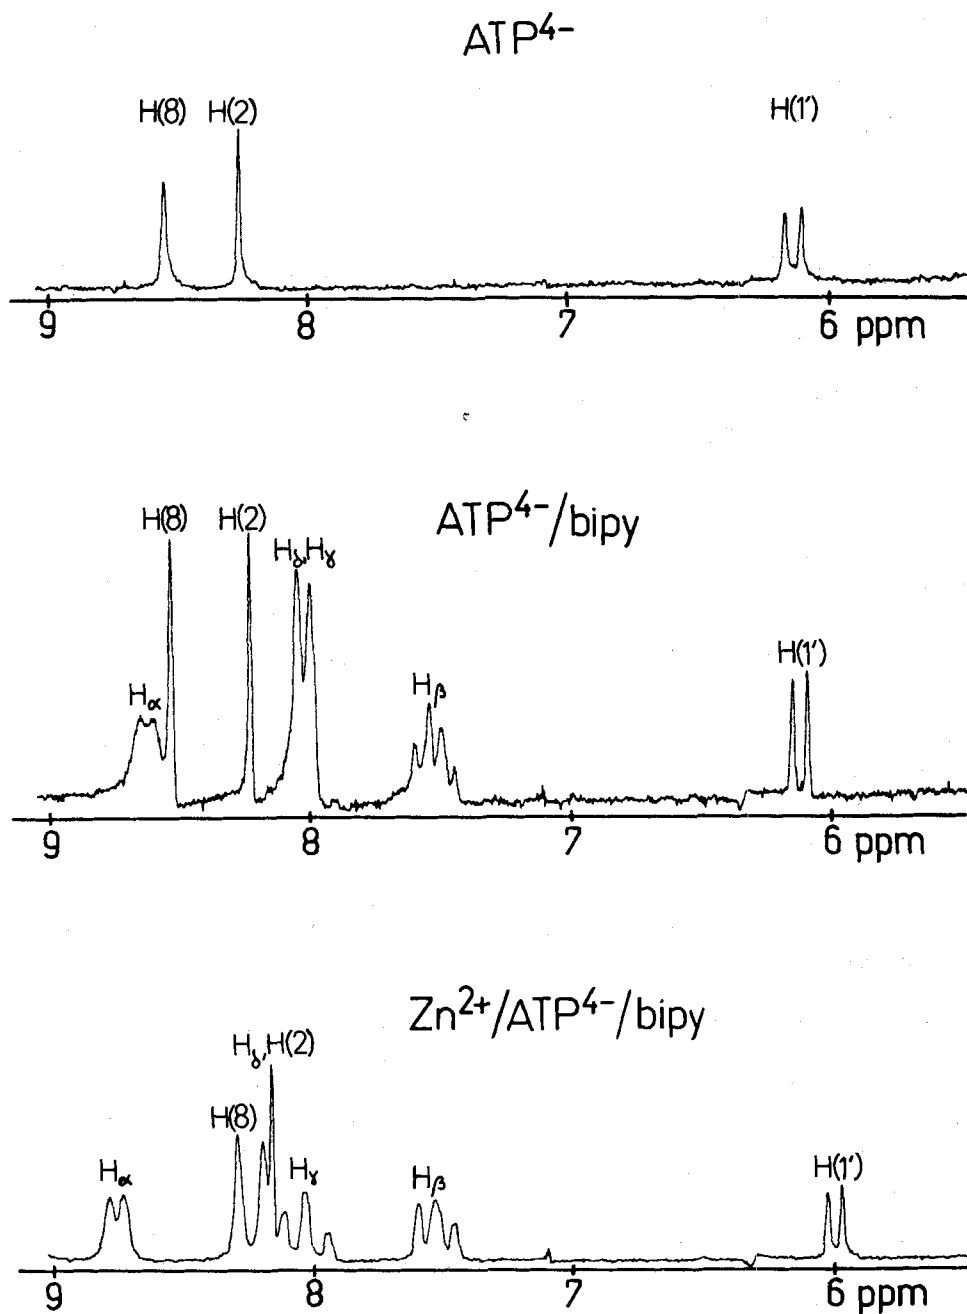 ATP⁴⁻
H(8) H(2) H(1')
9 8 7 6 ppm
ATP⁴⁻/bipy
H(8) H(2) Hδ,Hγ
H(1')
Hα Hβ
9 8 7 6 ppm
Zn²⁺/ATP⁴⁻/bipy
Hδ,H(2)
H(8)
Hα Hγ Hβ H(1')
9 8 7 6 ppm